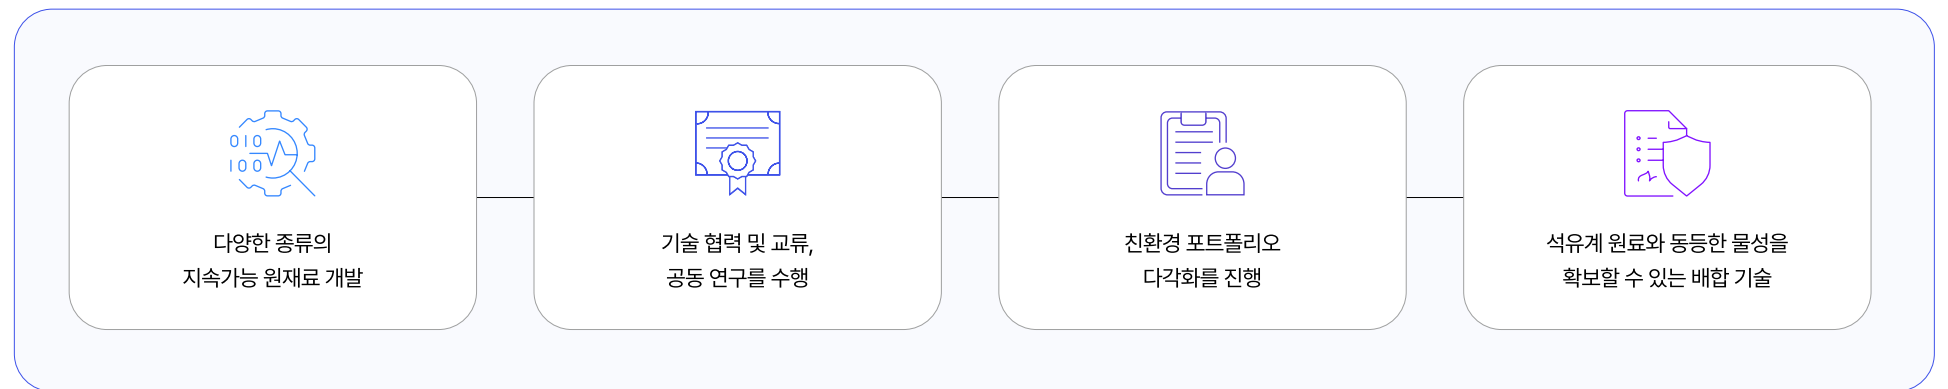 010
100
다양한 종류의
지속가능 원재료 개발
기술 협력 및 교류,
공동 연구를 수행
친환경 포트폴리오
다각화를 진행
석유계 원료와 동등한 물성을
확보할 수 있는 배합 기술